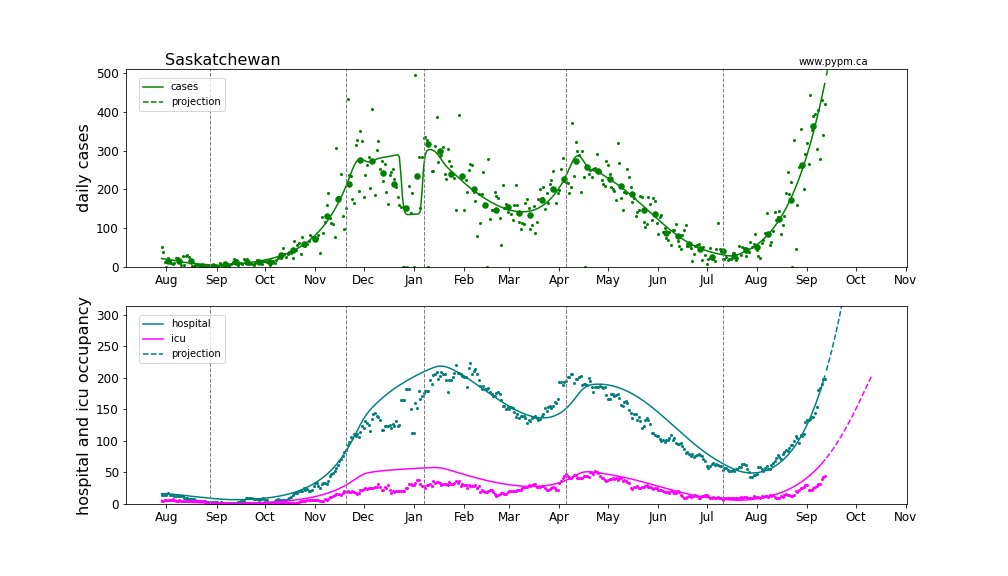 Saskatchewan
www.pypm.ca
daily cases
500
400
300
200
100
0
cases
projection
Aug Sep Oct Nov Dec Jan Feb Mar Apr May Jun Jul Aug Sep Oct Nov
hospital and icu occupancy
300
250
200
150
100
50
0
hospital
icu
projection
Aug Sep Oct Nov Dec Jan Feb Mar Apr May Jun Jul Aug Sep Oct Nov